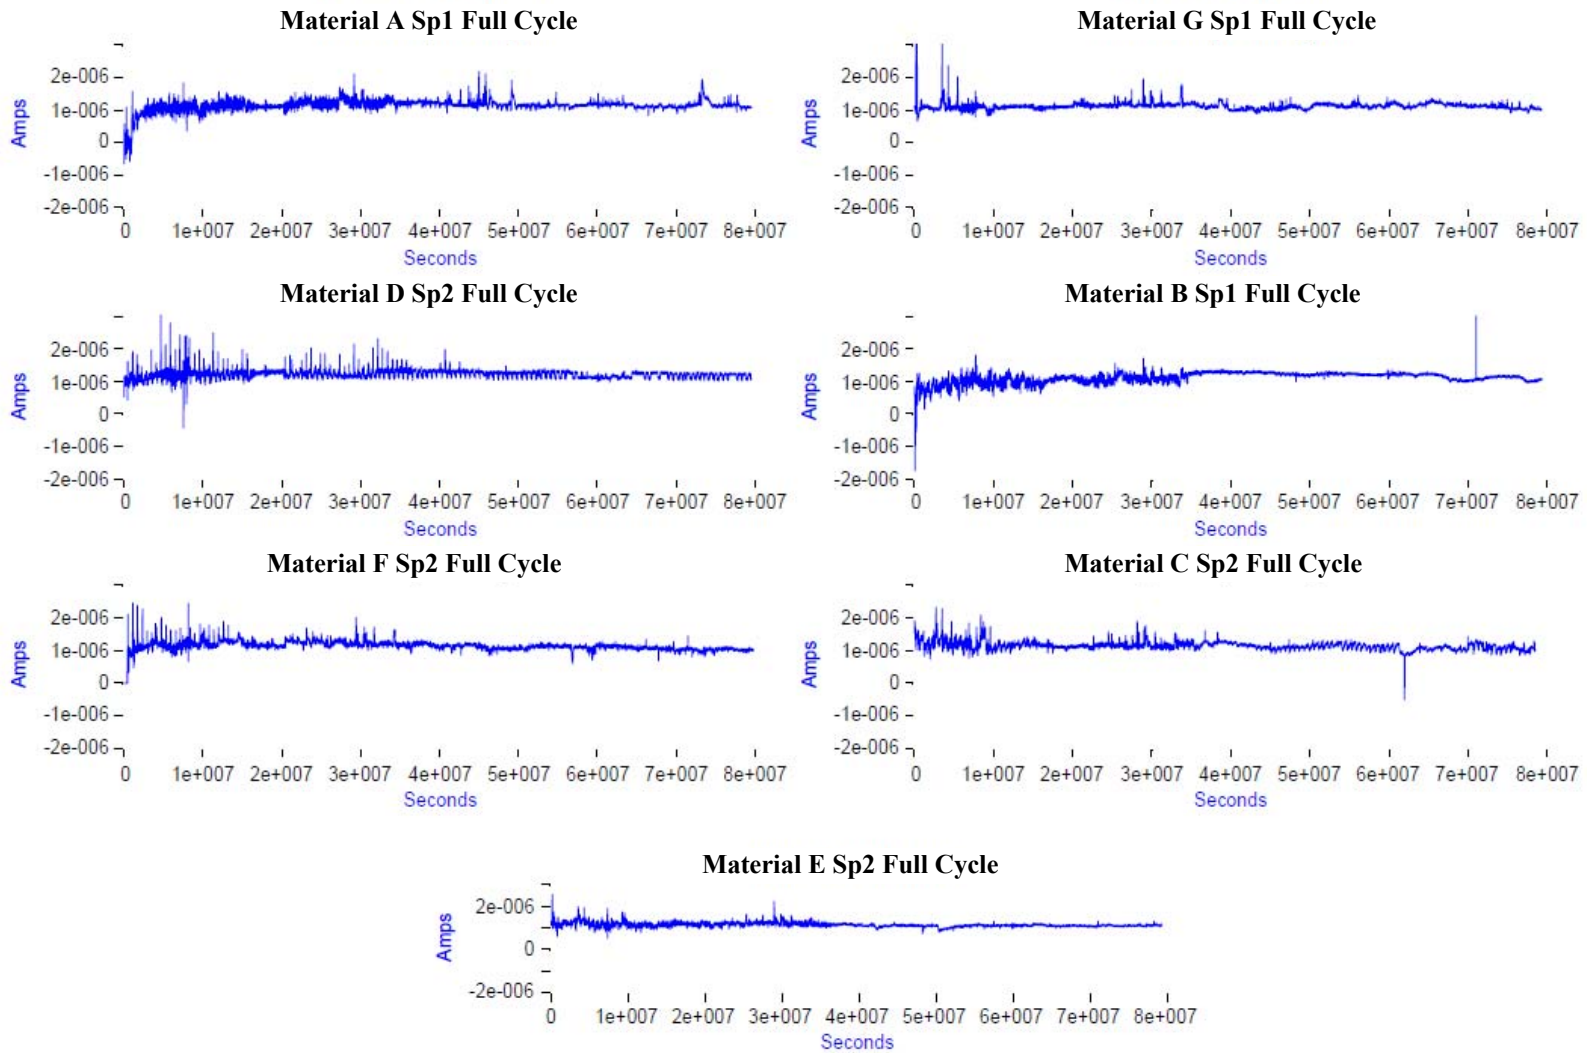 Material A Sp1 Full Cycle
2e-006
1e-006
0
-1e-006
-2e-006
Amps
0 1e+007 2e+007 3e+007 4e+007 5e+007 6e+007 7e+007 8e+007
Seconds
Material G Sp1 Full Cycle
2e-006
1e-006
0
-1e-006
-2e-006
Amps
0 1e+007 2e+007 3e+007 4e+007 5e+007 6e+007 7e+007 8e+007
Seconds
Material D Sp2 Full Cycle
2e-006
1e-006
0
-1e-006
-2e-006
Amps
0 1e+007 2e+007 3e+007 4e+007 5e+007 6e+007 7e+007 8e+007
Seconds
Material B Sp1 Full Cycle
2e-006
1e-006
0
-1e-006
-2e-006
Amps
0 1e+007 2e+007 3e+007 4e+007 5e+007 6e+007 7e+007 8e+007
Seconds
Material F Sp2 Full Cycle
2e-006
1e-006
0
-1e-006
-2e-006
Amps
0 1e+007 2e+007 3e+007 4e+007 5e+007 6e+007 7e+007 8e+007
Seconds
Material C Sp2 Full Cycle
2e-006
1e-006
0
-1e-006
-2e-006
Amps
0 1e+007 2e+007 3e+007 4e+007 5e+007 6e+007 7e+007 8e+007
Seconds
Material E Sp2 Full Cycle
2e-006
0
-2e-006
Amps
0 1e+007 2e+007 3e+007 4e+007 5e+007 6e+007 7e+007 8e+007
Seconds